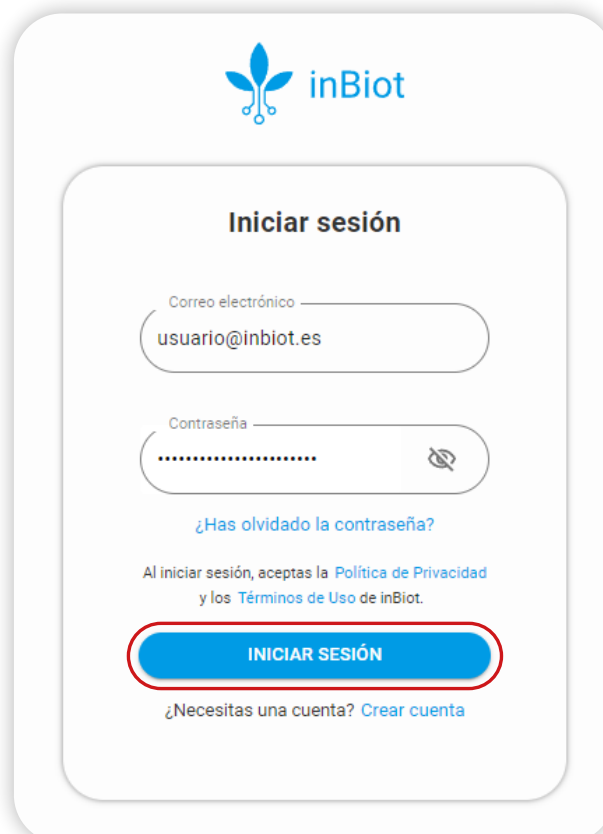 inBiot
Iniciar sesión
Correo electrónico
usuario@inbiot.es
Contraseña
¿Has olvidado la contraseña?
Al iniciar sesión, aceptas la Política de Privacidad
y los Términos de Uso de inBiot.
INICIAR SESIÓN
¿Necesitas una cuenta? Crear cuenta